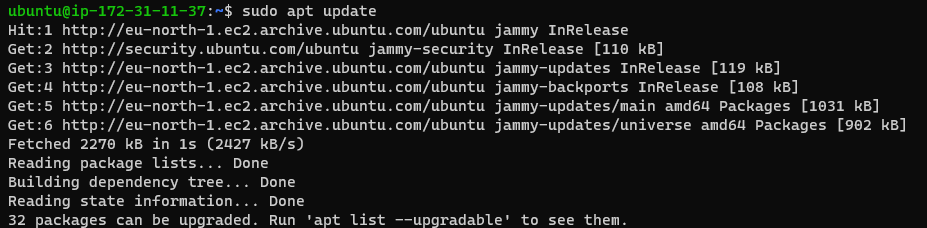 ubuntu@ip-172-31-11-37:~$ sudo apt update
Hit:1 http://eu-north-1.ec2.archive.ubuntu.com/ubuntu jammy InRelease
Get:2 http://security.ubuntu.com/ubuntu jammy-security InRelease [110 kB]
Get:3 http://eu-north-1.ec2.archive.ubuntu.com/ubuntu jammy-updates InRelease [119 kB]
Get:4 http://eu-north-1.ec2.archive.ubuntu.com/ubuntu jammy-backports InRelease [108 kB]
Get:5 http://eu-north-1.ec2.archive.ubuntu.com/ubuntu jammy-updates/main amd64 Packages [1031 kB]
Get:6 http://eu-north-1.ec2.archive.ubuntu.com/ubuntu jammy-updates/universe amd64 Packages [902 kB]
Fetched 2270 kB in 1s (2427 kB/s)
Reading package lists... Done
Building dependency tree... Done
Reading state information... Done
32 packages can be upgraded. Run 'apt list --upgradable' to see them.